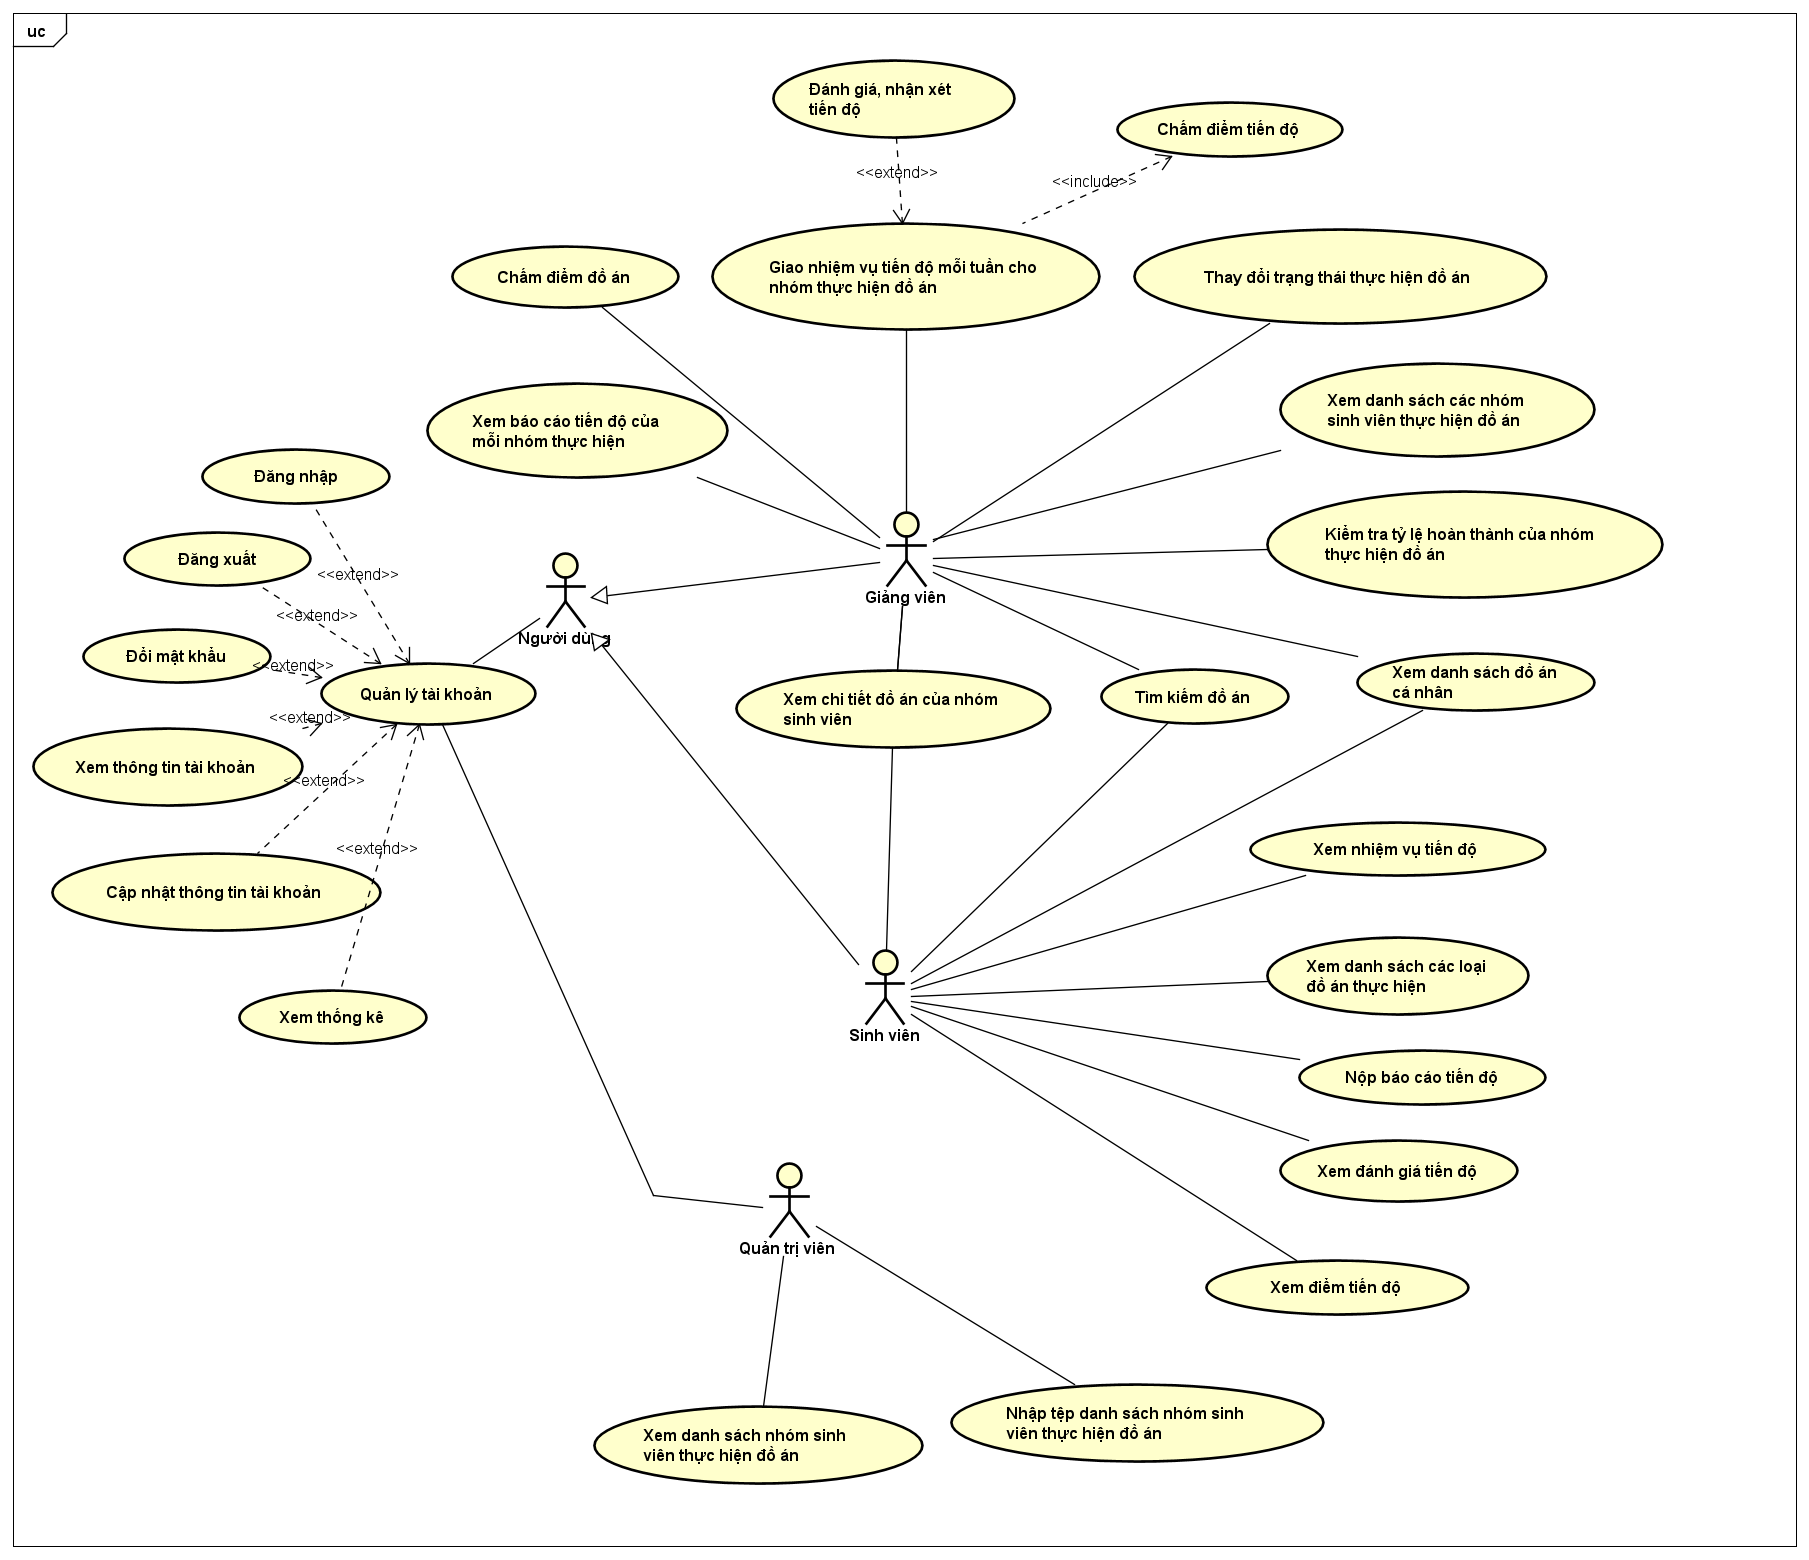 uc
Đánh giá, nhận xét
tiến độ
Chấm điểm tiến độ
<<extend>>
<<include>>
Chấm điểm đồ án
Giao nhiệm vụ tiến độ mỗi tuần cho
nhóm thực hiện đồ án
Thay đổi trạng thái thực hiện đồ án
Xem báo cáo tiến độ của
mỗi nhóm thực hiện
Xem danh sách các nhóm
sinh viên thực hiện đồ án
Đăng nhập
Kiểm tra tỷ lệ hoàn thành của nhóm
thực hiện đồ án
Đăng xuất
<<extend>>
Giảng viên
<<extend>>
Người dùng
Đổi mật khẩu
<<extend>>
Quản lý tài khoản
Xem chi tiết đồ án của nhóm
sinh viên
Tìm kiếm đồ án
Xem danh sách đồ án
cá nhân
<<extend>>
Xem thông tin tài khoản
<<extend>>
<<extend>>
Xem nhiệm vụ tiến độ
Cập nhật thông tin tài khoản
Xem danh sách các loại
đồ án thực hiện
Xem thống kê
Sinh viên
Nộp báo cáo tiến độ
Xem đánh giá tiến độ
Quản trị viên
Xem điểm tiến độ
Nhập tệp danh sách nhóm sinh
viên thực hiện đồ án
Xem danh sách nhóm sinh
viên thực hiện đồ án